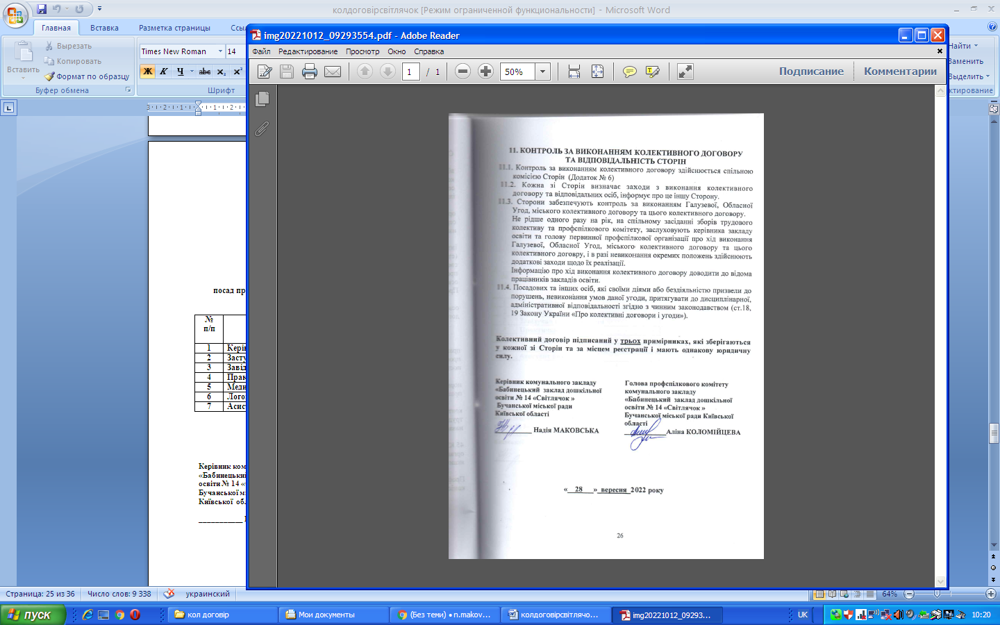 колдоговірсвітлячок [Режим ограниченной функциональности] - Microsoft Word
Главная
Вставка
Разметка страницы
Вырезать
Копировать
Формат по образцу
Вставить
Буфер обмена
Times New Roman
14
Ж К Ч abc x₂ x²
Шрифт
Найти
Заменить
Выделить
img20221012_09293554.pdf - Adobe Reader
Файл Редактирование Просмотр Окно Справка
1 / 1
50%
Подписание
Комментарии
11. КОНТРОЛЬ ЗА ВИКОНАННЯМ КОЛЕКТИВНОГО ДОГОВОРУ
ТА ВІДПОВІДАЛЬНІСТЬ СТОРІН
11.1. Контроль за виконанням колективного договору здійснюється спільною
комісією Сторін (Додаток № 6)
11.2. Кожна зі Сторін визначає заходи з виконання колективного
договору та відповідальних осіб, інформує про це іншу Сторону.
11.3. Сторони забезпечують контроль за виконанням Галузевої, Обласної
Угод, міського колективного договору та цього колективного договору.
Не рідше одного разу на рік, на спільному засіданні зборів трудового
колективу та профспілкового комітету, заслуховують керівника закладу
освіти та голову первинної профспілкової організації про хід виконання
Галузевої, Обласної Угод, міського колективного договору та цього
колективного договру, і в разі невиконання окремих положень здійснюють
додаткові заходи щодо їх реалізації.
Інформацію про хід виконання колективного договору доводити до відома
працівників закладів освіти.
11.4. Посадових та інших осіб, які своїми діями або бездіяльністю призвели до
порушень, невиконання умов даної угоди, притягувати до дисциплінарної,
адміністративної відповідальності згідно з чинним законодавством (ст.18,
19 Закону України «Про колективні договори і угоди»).
Колективний договір підписаний у трьох примірниках, які зберігаються
у кожної зі Сторін та за місцем реєстрації і мають однакову юридичну
силу.
Керівник комунального закладу
«Бабинецький заклад дошкільної
освіти № 14 «Світлячок »
Бучанської міської ради
Київської області
Надія МАКОВСЬКА
Голова профспілкового комітету
комунального закладу
«Бабинецький заклад дошкільної
освіти № 14 «Світлячок »
Бучанської міської ради Київської
області
Аліна КОЛОМІЙЦЕВА
« 28 » вересня 2022 року
26
посад пр
№
п/п
1 Керів
2 Засту
3 Завід
4 Прак
5 Меди
6 Лого
7 Асист
Керівник ком
«Бабинецьки
освіти № 14 «
Бучанської м
Київської об
Страница: 25 из 36
Число слов: 9 338
украинский
64%
пуск
кол договір
Мои документы
(Без теми) • n.makov...
колдоговірсвітлячо...
img20221012_09293...
UK
10:20